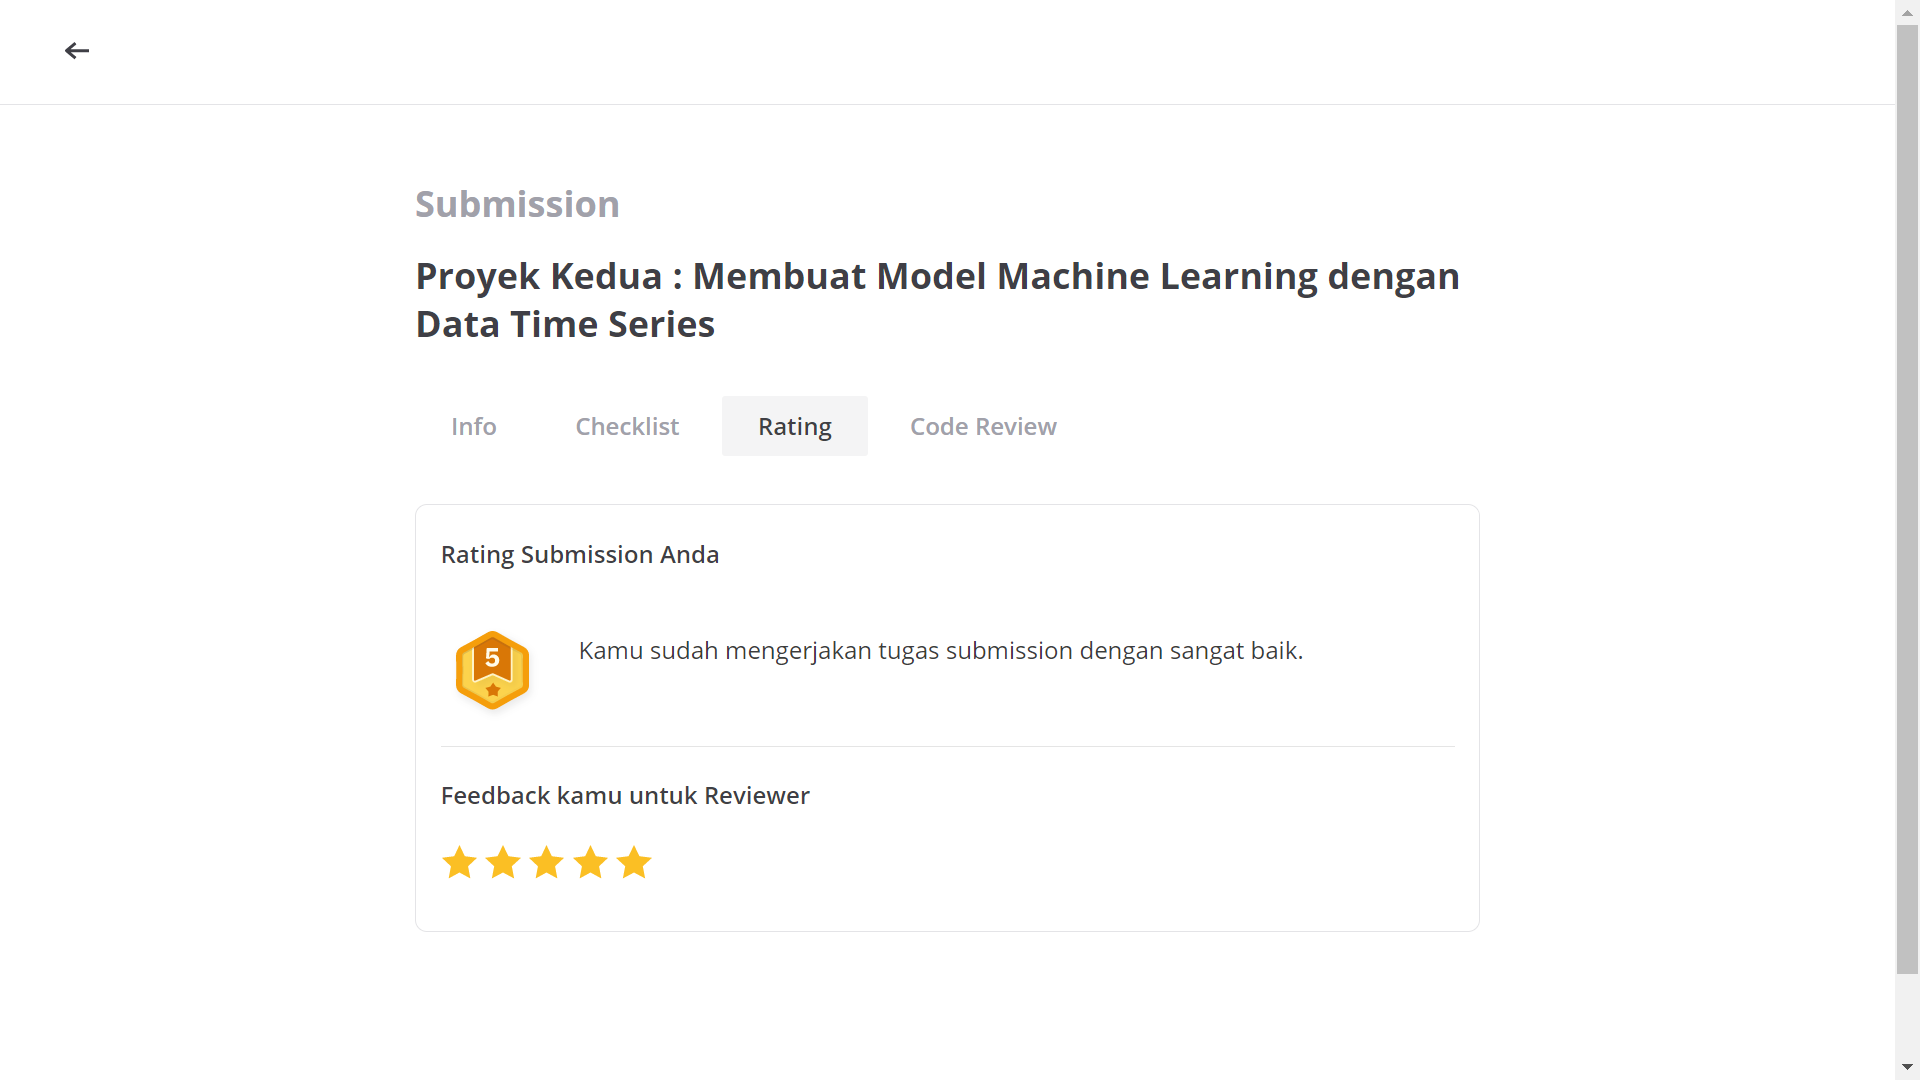 Submission
Proyek Kedua : Membuat Model Machine Learning dengan
Data Time Series
Info
Checklist
Rating
Code Review
Rating Submission Anda
5
Kamu sudah mengerjakan tugas submission dengan sangat baik.
Feedback kamu untuk Reviewer